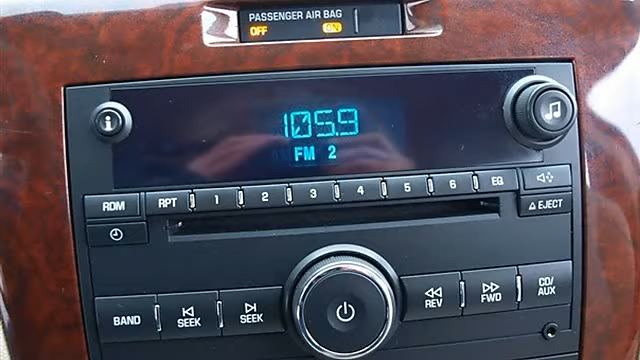 PASSENGER AIR BAG
OFF ON
105.9
FM 2
RDM RPT 1 2 3 4 5 6 EQ
EJECT
BAND SEEK SEEK REV FWD CD/
AUX